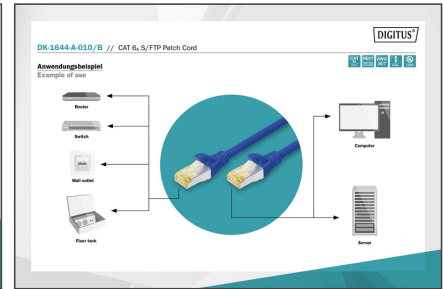 DIGITUS®
DK-1644-A-010/B // CAT 6A S/FTP Patch Cord
Anwendungsbeispiel
Example of use
Router
Switch
Wall outlet
Floor tank
Computer
Server